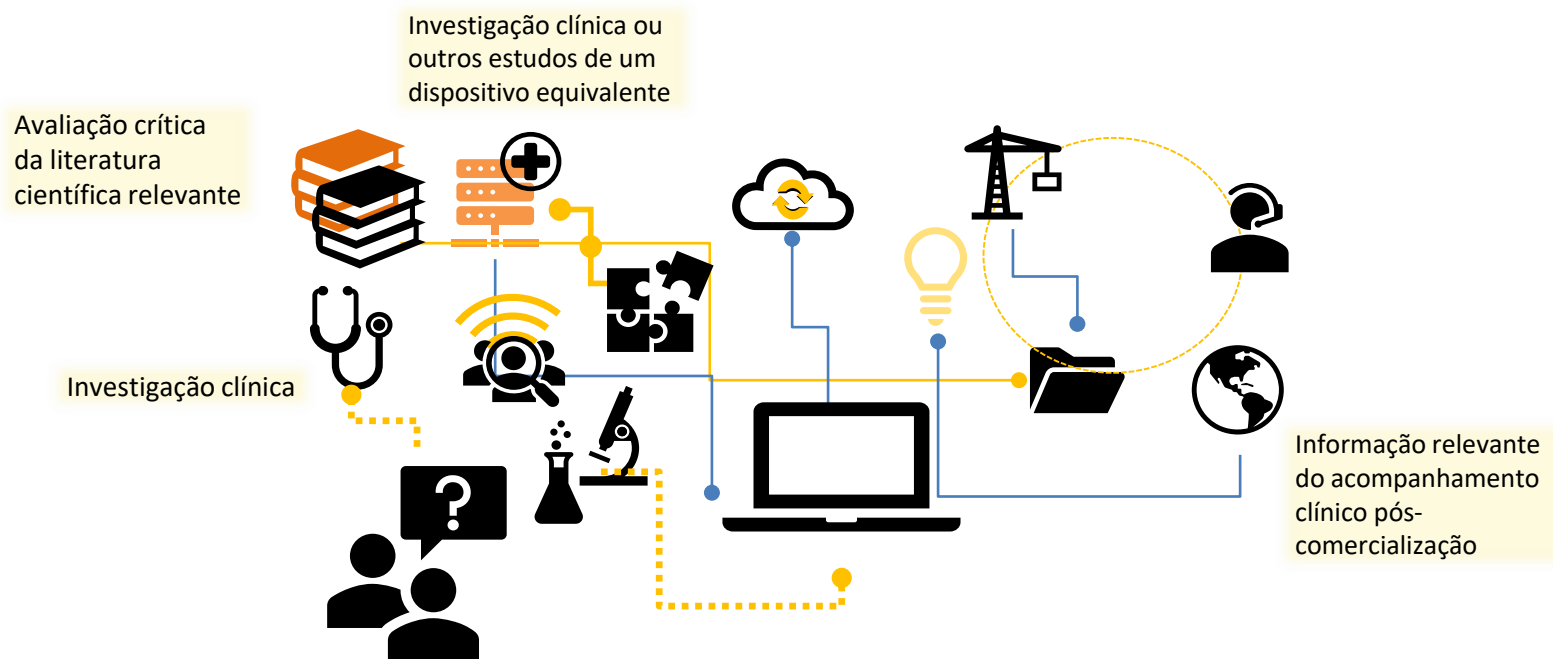 Investigação clínica ou
outros estudos de um
dispositivo equivalente
Avaliação crítica
da literatura
científica relevante
Investigação clínica
?
Informação relevante
do acompanhamento
clínico pós-
comercialização